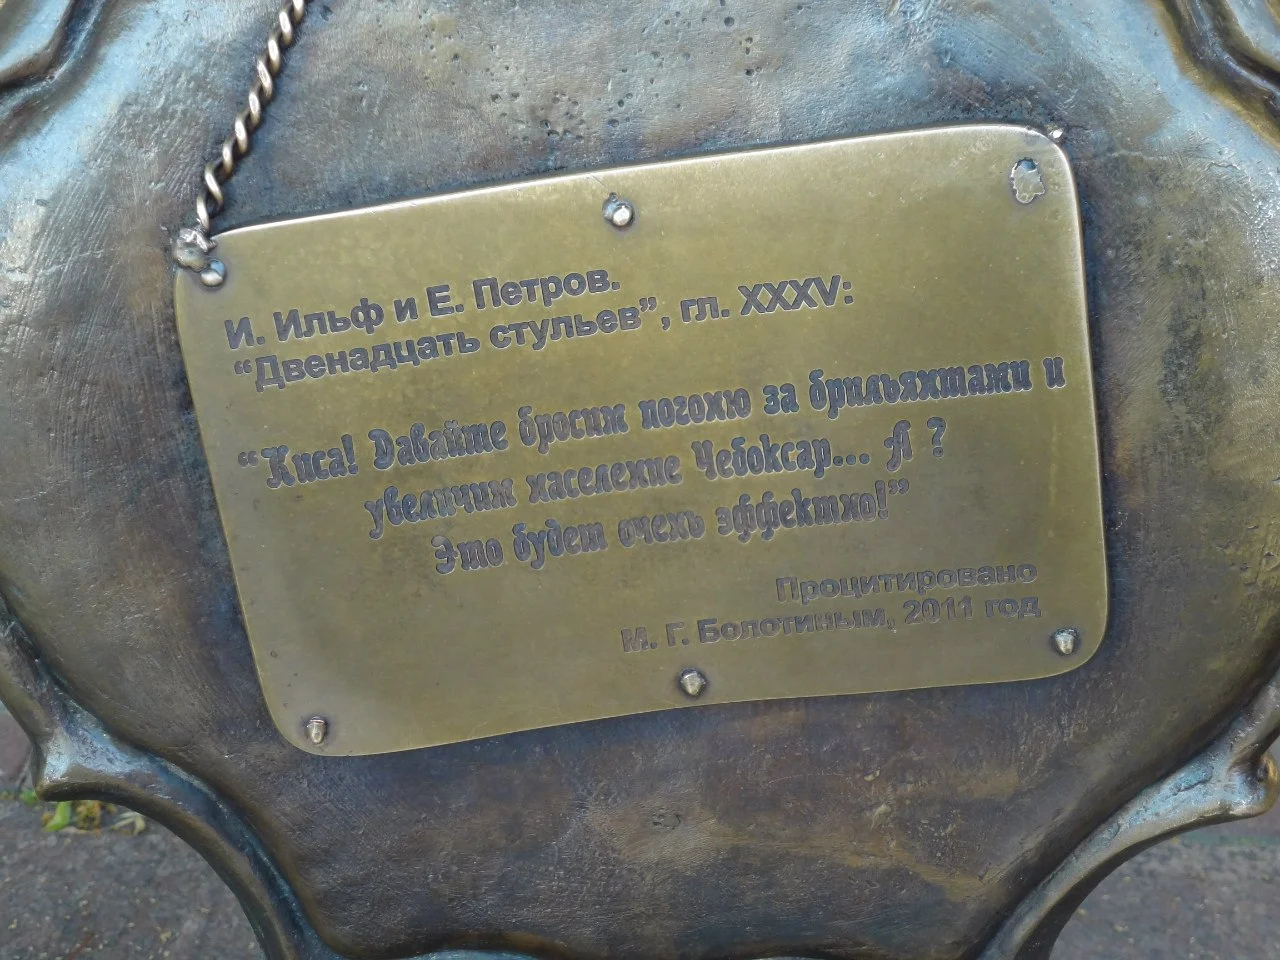 И. Ильф и Е. Петров.
“Двенадцать стульев”, гл. XXXV:
“Киса! Давайте бросим погоню за брильянтами и
увеличим население Чебоксар... А ?
Это будет очень эффектно!”
Процитировано
М. Г. Болотиным, 2011 год